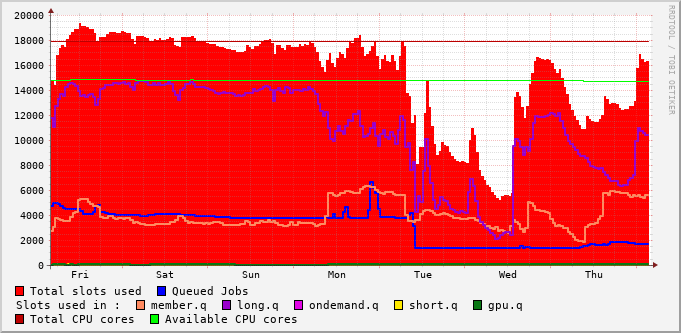 20000
18000
16000
14000
12000
10000
8000
6000
4000
2000
0
Fri Sat Sun Mon Tue Wed Thu
Total slots used Queued Jobs
Slots used in : member.q long.q ondemand.q short.q gpu.q
Total CPU cores Available CPU cores
RRDTOOL / TOBI OETIKER